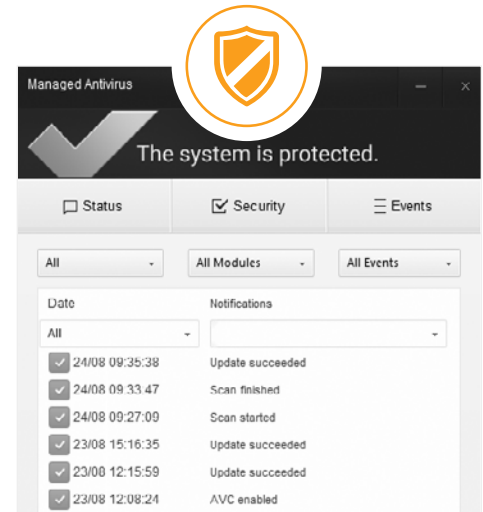 Managed Antivirus
The system is protected.
Status Security Events
All All Modules All Events
Date Notifications
All
24/08 09:35:38 Update succeeded
24/08 09:33:47 Scan finished
24/08 09:27:09 Scan started
23/08 15:16:35 Update succeeded
23/08 12:15:59 Update succeeded
23/08 12:08:24 AVC enabled